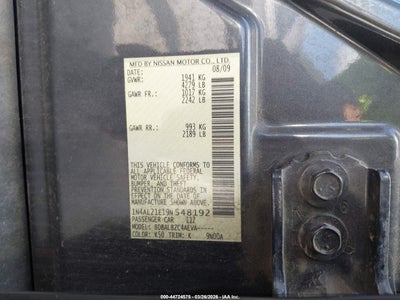 MFD BY NISSAN MOTOR CO., LTD.
08/09
GVWR: 1941 KG
4279 LB
GAWR FR.: 1017 KG
2242 LB
GAWR RR.: 993 KG
2189 LB
THIS VEHICLE CONFORMS TO
ALL APPLICABLE FEDERAL
MOTOR VEHICLE SAFETY,
BUMPER, AND THEFT
PREVENTION STANDARDS
IN EFFECT ON THE DATE OF
MANUFACTURE SHOWN ABOVE.
1N4AL21E19N548192
PASSENGER CAR
MODEL: BDBALBZC4AEVA-----
COLOR: K50 TRIM: K
ID: 44724575 | 03/26/2026 | IAA Inc.